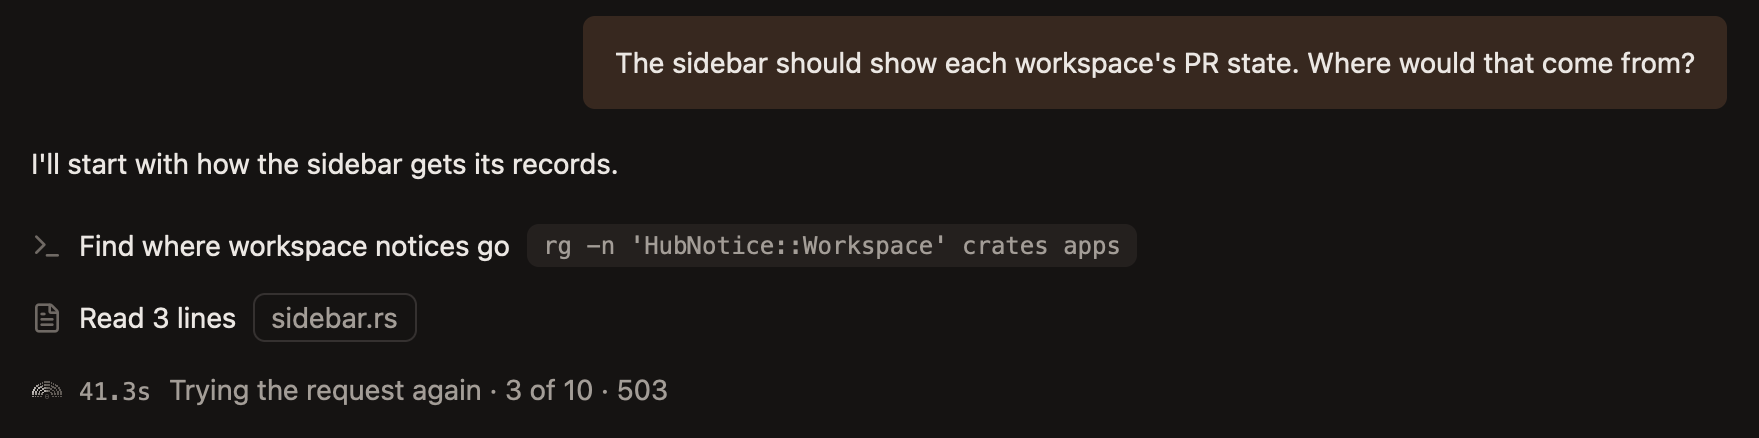 The sidebar should show each workspace's PR state. Where would that come from?
I'll start with how the sidebar gets its records.
Find where workspace notices go rg -n 'HubNotice::Workspace' crates apps
Read 3 lines sidebar.rs
41.3s Trying the request again · 3 of 10 · 503